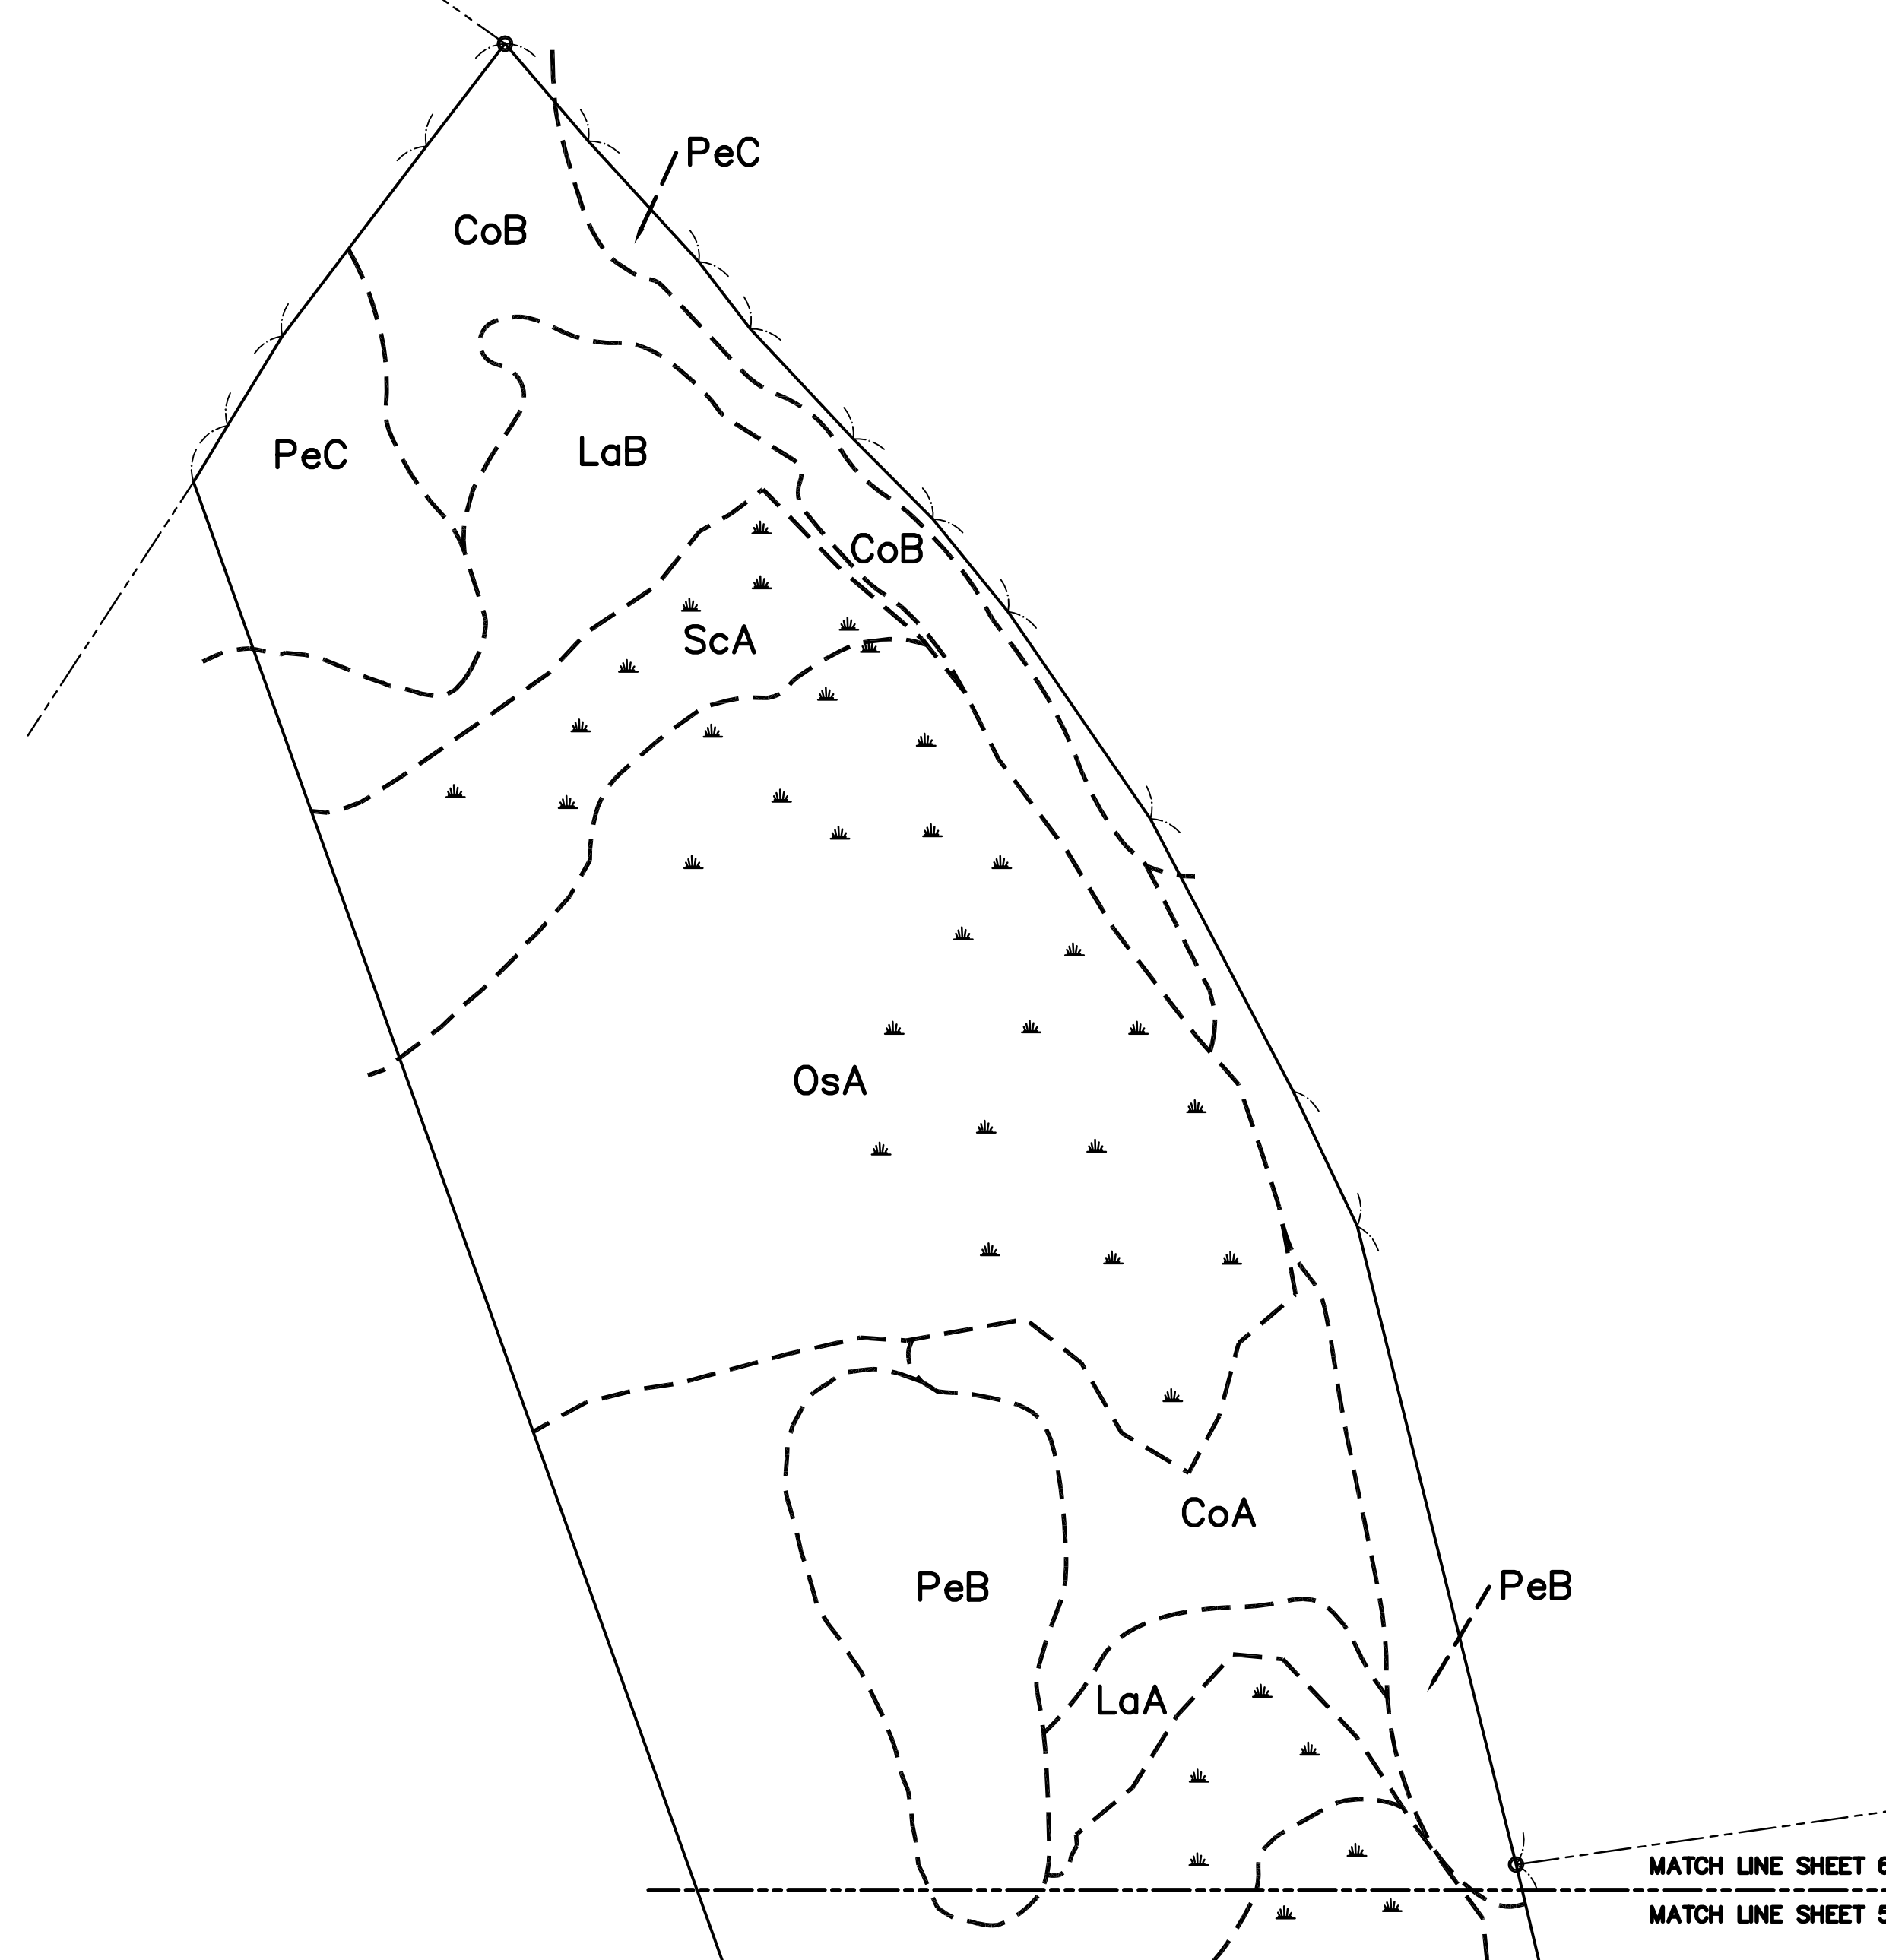 PeC
CoB
PeC
LaB
CoB
ScA
OsA
CoA
PeB
PeB
LaA
MATCH LINE SHEET 6
MATCH LINE SHEET 5